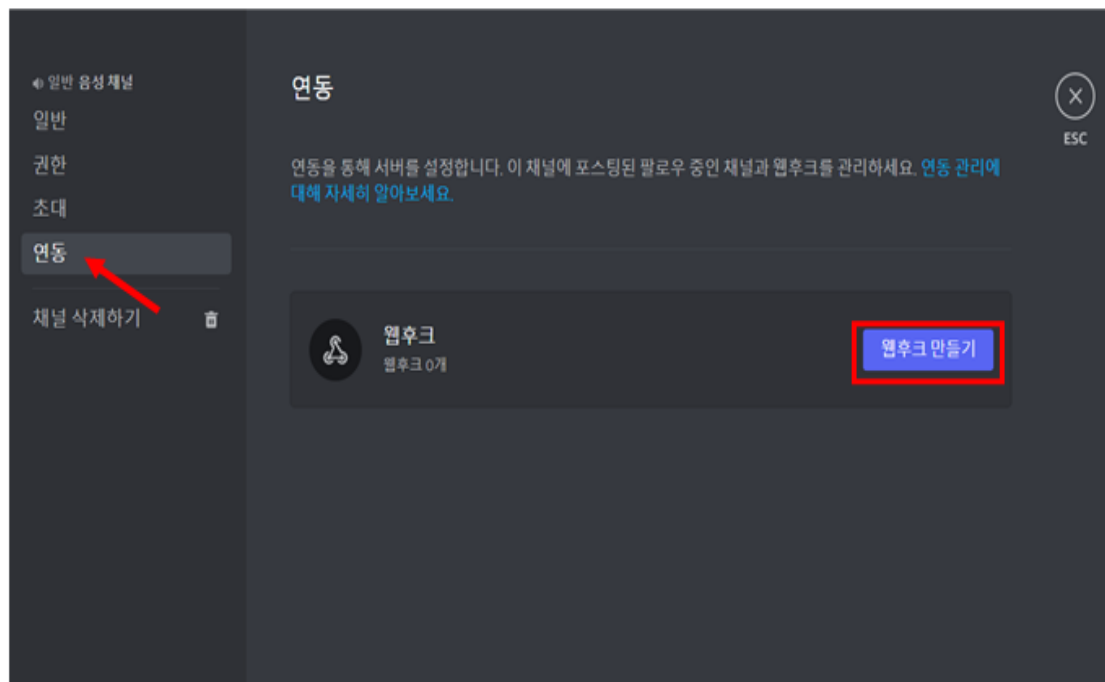 일반 음성 채널
일반
권한
초대
연동
채널 삭제하기
연동
연동을 통해 서버를 설정합니다. 이 채널에 포스팅된 팔로우 중인 채널과 웹후크를 관리하세요. 연동 관리에
대해 자세히 알아보세요.
웹후크
웹후크 0개
웹후크 만들기
ESC